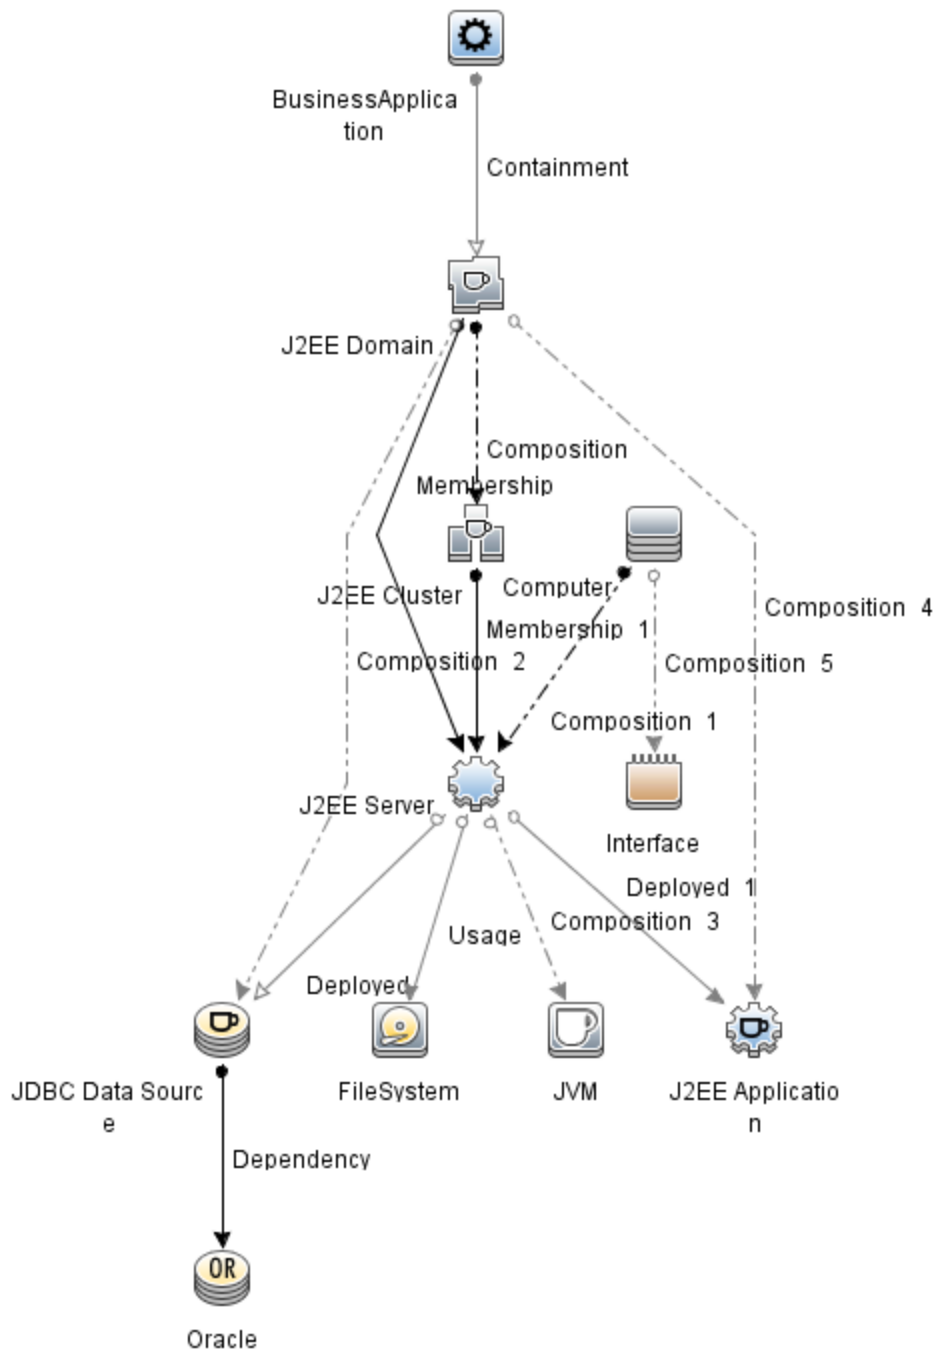 BusinessApplica
tion
Containment
J2EE Domain
Composition
Membership
J2EE Cluster
Computer
Composition 4
Membership 1
Composition 2
Composition 5
Composition 1
J2EE Server
Interface
Deployed 1
Composition 3
Usage
Deployed
JDBC Data Sourc
e
FileSystem
JVM
J2EE Applicatio
n
Dependency
OR
Oracle